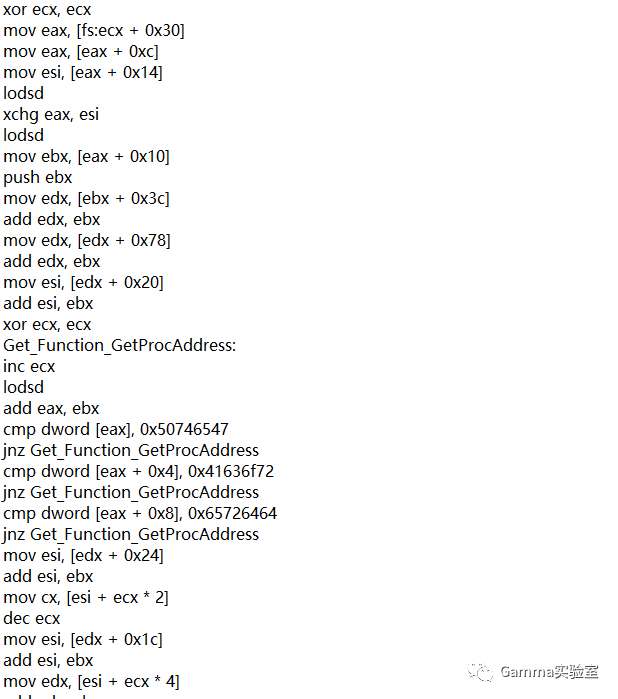 xor ecx, ecx
mov eax, [fs:ecx + 0x30]
mov eax, [eax + 0xc]
mov esi, [eax + 0x14]
lodsd
xchg eax, esi
lodsd
mov ebx, [eax + 0x10]
push ebx
mov edx, [ebx + 0x3c]
add edx, ebx
mov edx, [edx + 0x78]
add edx, ebx
mov esi, [edx + 0x20]
add esi, ebx
xor ecx, ecx
Get_Function_GetProcAddress:
inc ecx
lodsd
add eax, ebx
cmp dword [eax], 0x50746547
jnz Get_Function_GetProcAddress
cmp dword [eax + 0x4], 0x41636f72
jnz Get_Function_GetProcAddress
cmp dword [eax + 0x8], 0x65726464
jnz Get_Function_GetProcAddress
mov esi, [edx + 0x24]
add esi, ebx
mov cx, [esi + ecx * 2]
dec ecx
mov esi, [edx + 0x1c]
add esi, ebx
mov edx, [esi + ecx * 4]
Gamma实验室